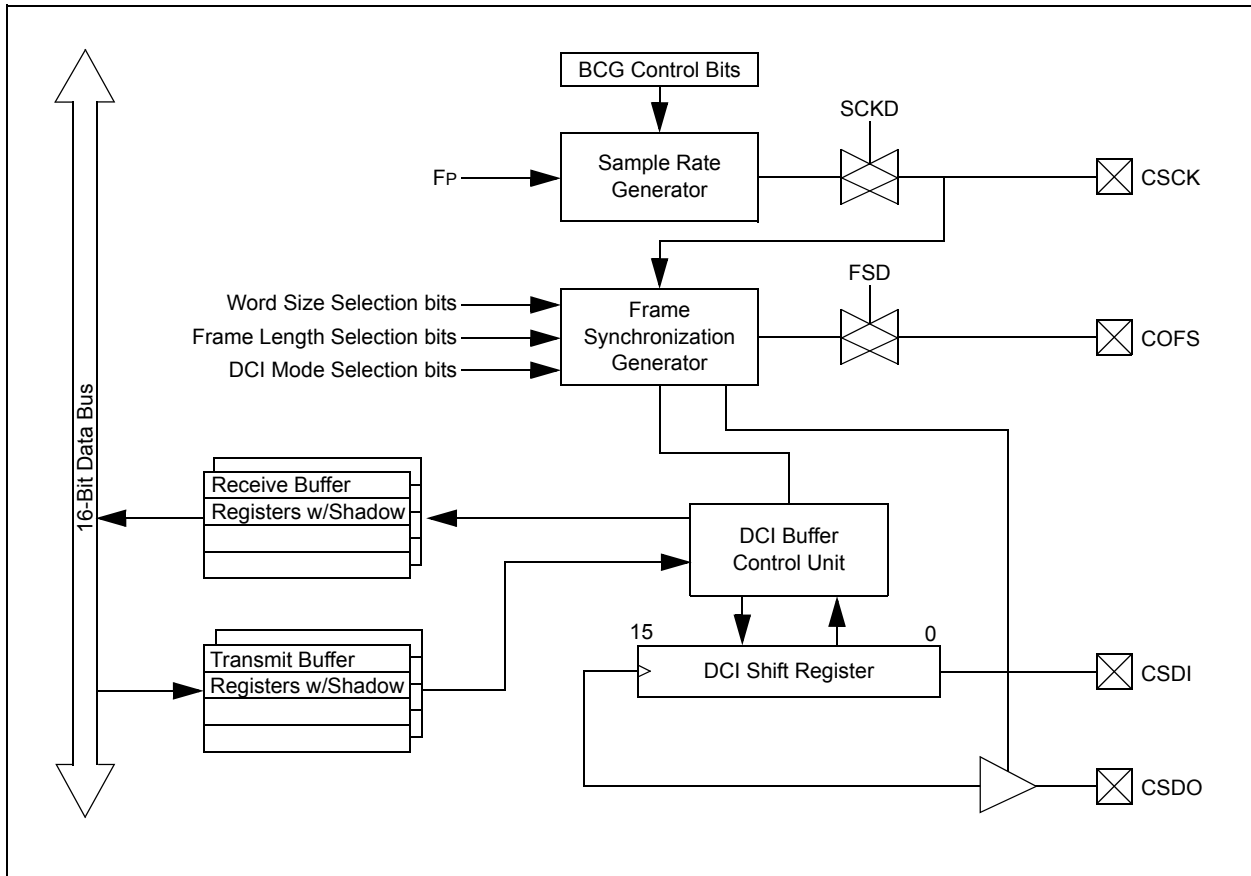 BCG Control Bits
SCKD
Sample Rate
Generator
FP
CSCK
FSD
Word Size Selection bits
Frame Length Selection bits
DCI Mode Selection bits
Frame
Synchronization
Generator
COFS
16-Bit Data Bus
Receive Buffer
Registers w/Shadow
DCI Buffer
Control Unit
Transmit Buffer
Registers w/Shadow
15
0
DCI Shift Register
CSDI
CSDO